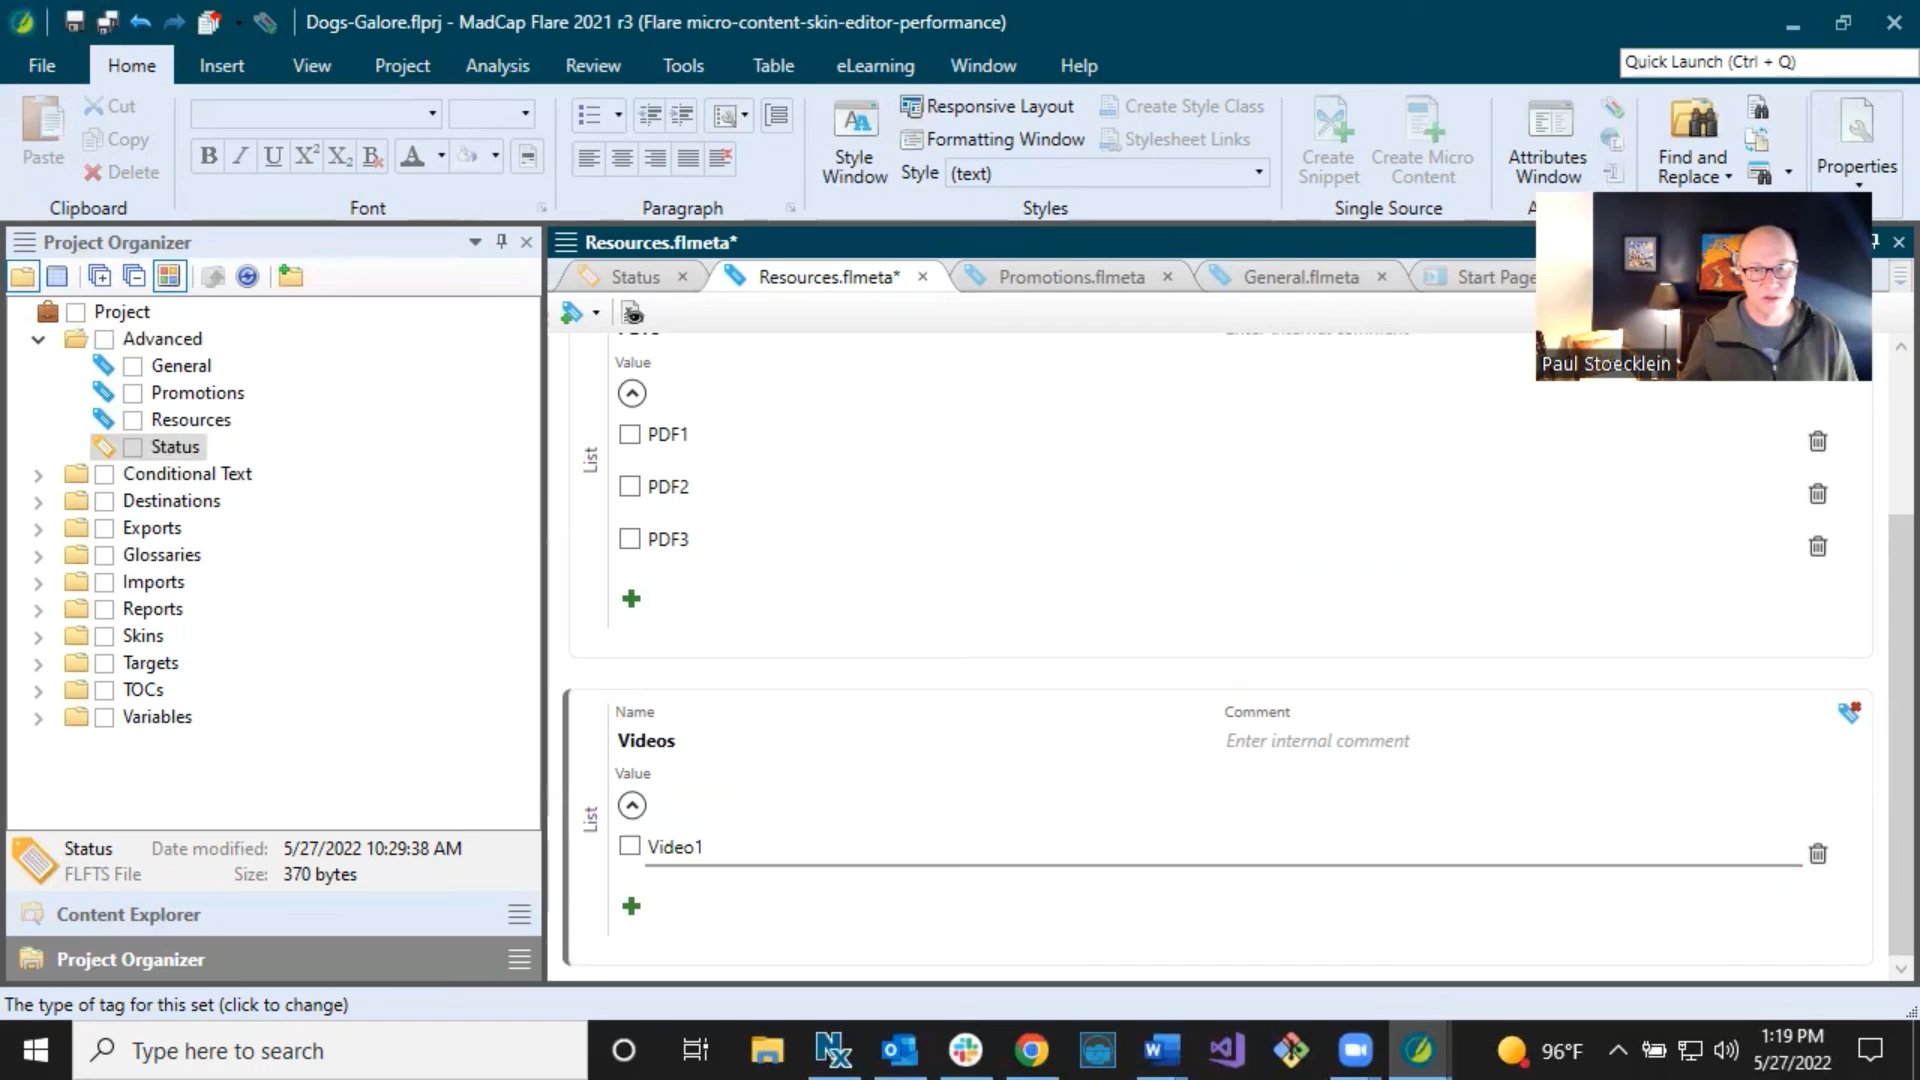 Dogs-Galore.flprj - MadCap Flare 2021 r3 (Flare micro-content-skin-editor-performance)
File Home Insert View Project Analysis Review Tools Table eLearning Window Help
Quick Launch (Ctrl + Q)
Paste
Cut
Copy
Delete
Clipboard
B I U X² X₂ B A
Font
Paragraph
Style Window
Responsive Layout
Formatting Window
Style (text)
Create Style Class
Stylesheet Links
Styles
Create Snippet
Create Micro Content
Single Source
Attributes Window
Find and Replace
Properties
Project Organizer
Project
Advanced
General
Promotions
Resources
Status
Conditional Text
Destinations
Exports
Glossaries
Imports
Reports
Skins
Targets
TOCs
Variables
Status Date modified: 5/27/2022 10:29:38 AM
FLFTS File Size: 370 bytes
Content Explorer
Project Organizer
Resources.flmeta*
Status Resources.flmeta* Promotions.flmeta General.flmeta Start Page
Paul Stoecklein
Value
List
PDF1
PDF2
PDF3
Name Comment
Videos Enter internal comment
Value
List
Video1
The type of tag for this set (click to change)
Type here to search
96°F
1:19 PM
5/27/2022